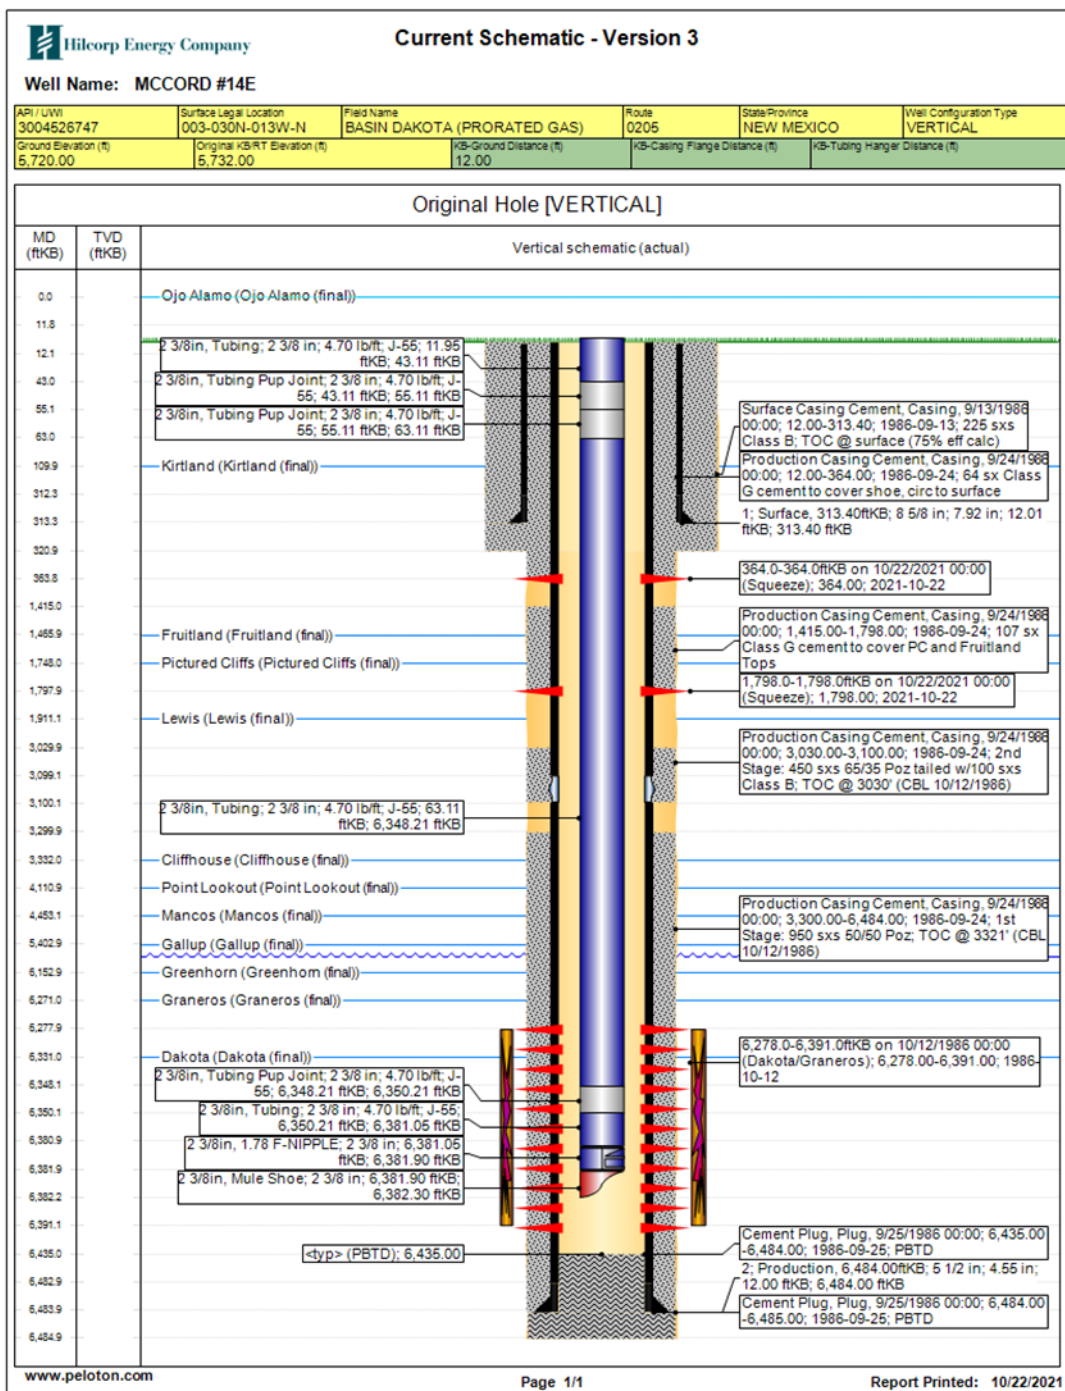 Hilcorp Energy Company
Current Schematic - Version 3
Well Name: MCCORD #14E
API / UWI
3004526747
Surface Legal Location
003-030N-013W-N
Field Name
BASIN DAKOTA (PRORATED GAS)
Route
0205
State/Province
NEW MEXICO
Well Configuration Type
VERTICAL
Ground Elevation (ft)
5,720.00
Original KB/RT Elevation (ft)
5,732.00
KB-Ground Distance (ft)
12.00
KB-Casing Flange Distance (ft)
KB-Tubing Hanger Distance (ft)
Original Hole [VERTICAL]
MD
(ftKB)
TVD
(ftKB)
Vertical schematic (actual)
0.0
11.8
12.1
43.0
55.1
63.0
109.9
312.3
313.3
320.9
363.8
1,415.0
1,465.9
1,748.0
1,797.9
1,911.1
3,029.9
3,099.1
3,100.1
3,299.9
3,332.0
4,110.9
4,453.1
5,402.9
6,152.9
6,271.0
6,277.9
6,331.0
6,348.1
6,350.1
6,380.9
6,381.9
6,382.2
6,391.1
6,435.0
6,482.9
6,483.9
6,484.9
Ojo Alamo (Ojo Alamo (final))
2 3/8in, Tubing; 2 3/8 in; 4.70 lb/ft; J-55; 11.95
ftKB; 43.11 ftKB
2 3/8in, Tubing Pup Joint; 2 3/8 in; 4.70 lb/ft; J-
55; 43.11 ftKB; 55.11 ftKB
2 3/8in, Tubing Pup Joint; 2 3/8 in; 4.70 lb/ft; J-
55; 55.11 ftKB; 63.11 ftKB
Kirtland (Kirtland (final))
Fruitland (Fruitland (final))
Pictured Cliffs (Pictured Cliffs (final))
Lewis (Lewis (final))
2 3/8in, Tubing; 2 3/8 in; 4.70 lb/ft; J-55; 63.11
ftKB; 6,348.21 ftKB
Cliffhouse (Cliffhouse (final))
Point Lookout (Point Lookout (final))
Mancos (Mancos (final))
Gallup (Gallup (final))
Greenhorn (Greenhorn (final))
Graneros (Graneros (final))
Dakota (Dakota (final))
2 3/8in, Tubing Pup Joint; 2 3/8 in; 4.70 lb/ft; J-
55; 6,348.21 ftKB; 6,350.21 ftKB
2 3/8in, Tubing; 2 3/8 in; 4.70 lb/ft; J-55;
6,350.21 ftKB; 6,381.05 ftKB
2 3/8in, 1.78 F-NIPPLE; 2 3/8 in; 6,381.05
ftKB; 6,381.90 ftKB
2 3/8in, Mule Shoe; 2 3/8 in; 6,381.90 ftKB;
6,382.30 ftKB
<typ> (PBTD); 6,435.00
Surface Casing Cement, Casing, 9/13/1986
00:00; 12.00-313.40; 1986-09-13; 225 sxs
Class B; TOC @ surface (75% eff calc)
Production Casing Cement, Casing, 9/24/1986
00:00; 12.00-364.00; 1986-09-24; 64 sx Class
G cement to cover shoe, circ to surface
1; Surface, 313.40ftKB; 8 5/8 in; 7.92 in; 12.01
ftKB; 313.40 ftKB
364.0-364.0ftKB on 10/22/2021 00:00
(Squeeze); 364.00; 2021-10-22
Production Casing Cement, Casing, 9/24/1986
00:00; 1,415.00-1,798.00; 1986-09-24; 107 sx
Class G cement to cover PC and Fruitland
Tops
1,798.0-1,798.0ftKB on 10/22/2021 00:00
(Squeeze); 1,798.00; 2021-10-22
Production Casing Cement, Casing, 9/24/1986
00:00; 3,030.00-3,100.00; 1986-09-24; 2nd
Stage: 450 sxs 65/35 Poz tailed w/100 sxs
Class B; TOC @ 3030' (CBL 10/12/1986)
Production Casing Cement, Casing, 9/24/1986
00:00; 3,300.00-6,484.00; 1986-09-24; 1st
Stage: 950 sxs 50/50 Poz; TOC @ 3321' (CBL
10/12/1986)
6,278.0-6,391.0ftKB on 10/12/1986 00:00
(Dakota/Graneros); 6,278.00-6,391.00; 1986-
10-12
Cement Plug, Plug, 9/25/1986 00:00; 6,435.00
-6,484.00; 1986-09-25; PBTD
2; Production, 6,484.00ftKB; 5 1/2 in; 4.55 in;
12.00 ftKB; 6,484.00 ftKB
Cement Plug, Plug, 9/25/1986 00:00; 6,484.00
-6,485.00; 1986-09-25; PBTD
www.peloton.com
Page 1/1
Report Printed: 10/22/2021